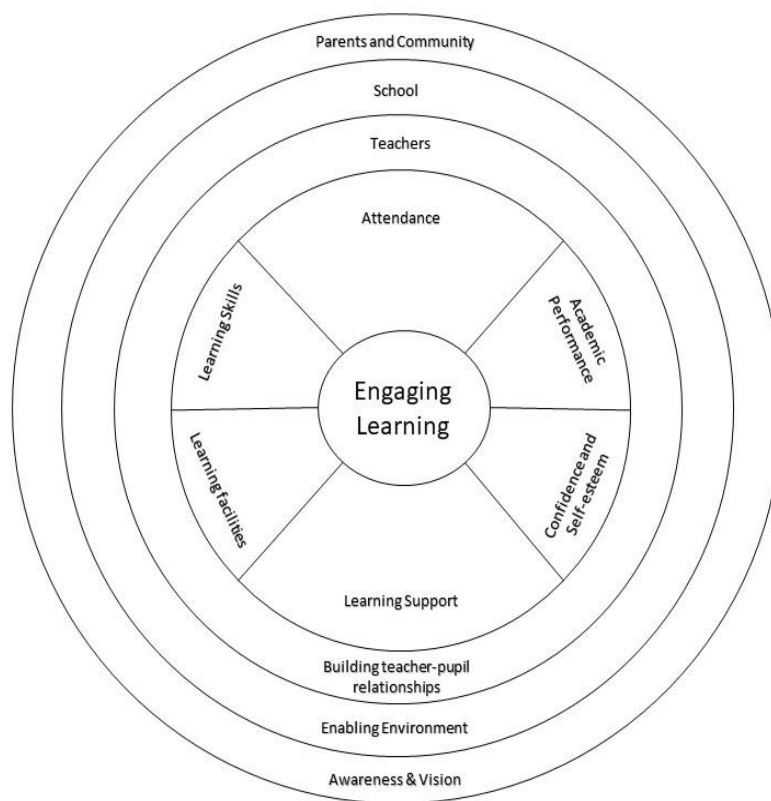 Parents and Community
School
Teachers
Attendance
Learning Skills
Academic
Performance
Engaging
Learning
Learning facilities
Confidence and
Self-esteem
Learning Support
Building teacher-pupil
relationships
Enabling Environment
Awareness & Vision